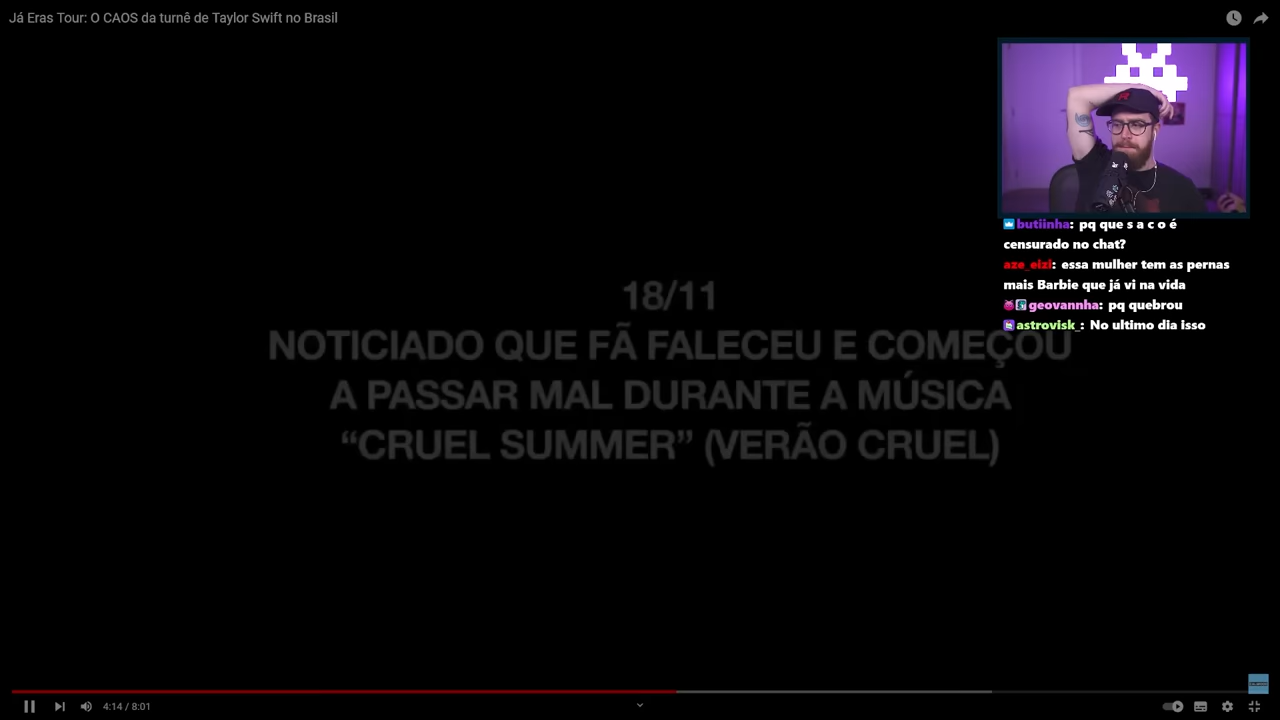 Já Eras Tour: O CAOS da turnê de Taylor Swift no Brasil
butiinha: pq que s a c o é
censurado no chat?
aze_eizi: essa mulher tem as pernas
mais Barbie que já vi na vida
geovannha: pq quebrou
astrovisk_: No ultimo dia isso
18/11
NOTICIADO QUE FÃ FALECEU E COMEÇOU
A PASSAR MAL DURANTE A MÚSICA
“CRUEL SUMMER” (VERÃO CRUEL)
4:14 / 8:01